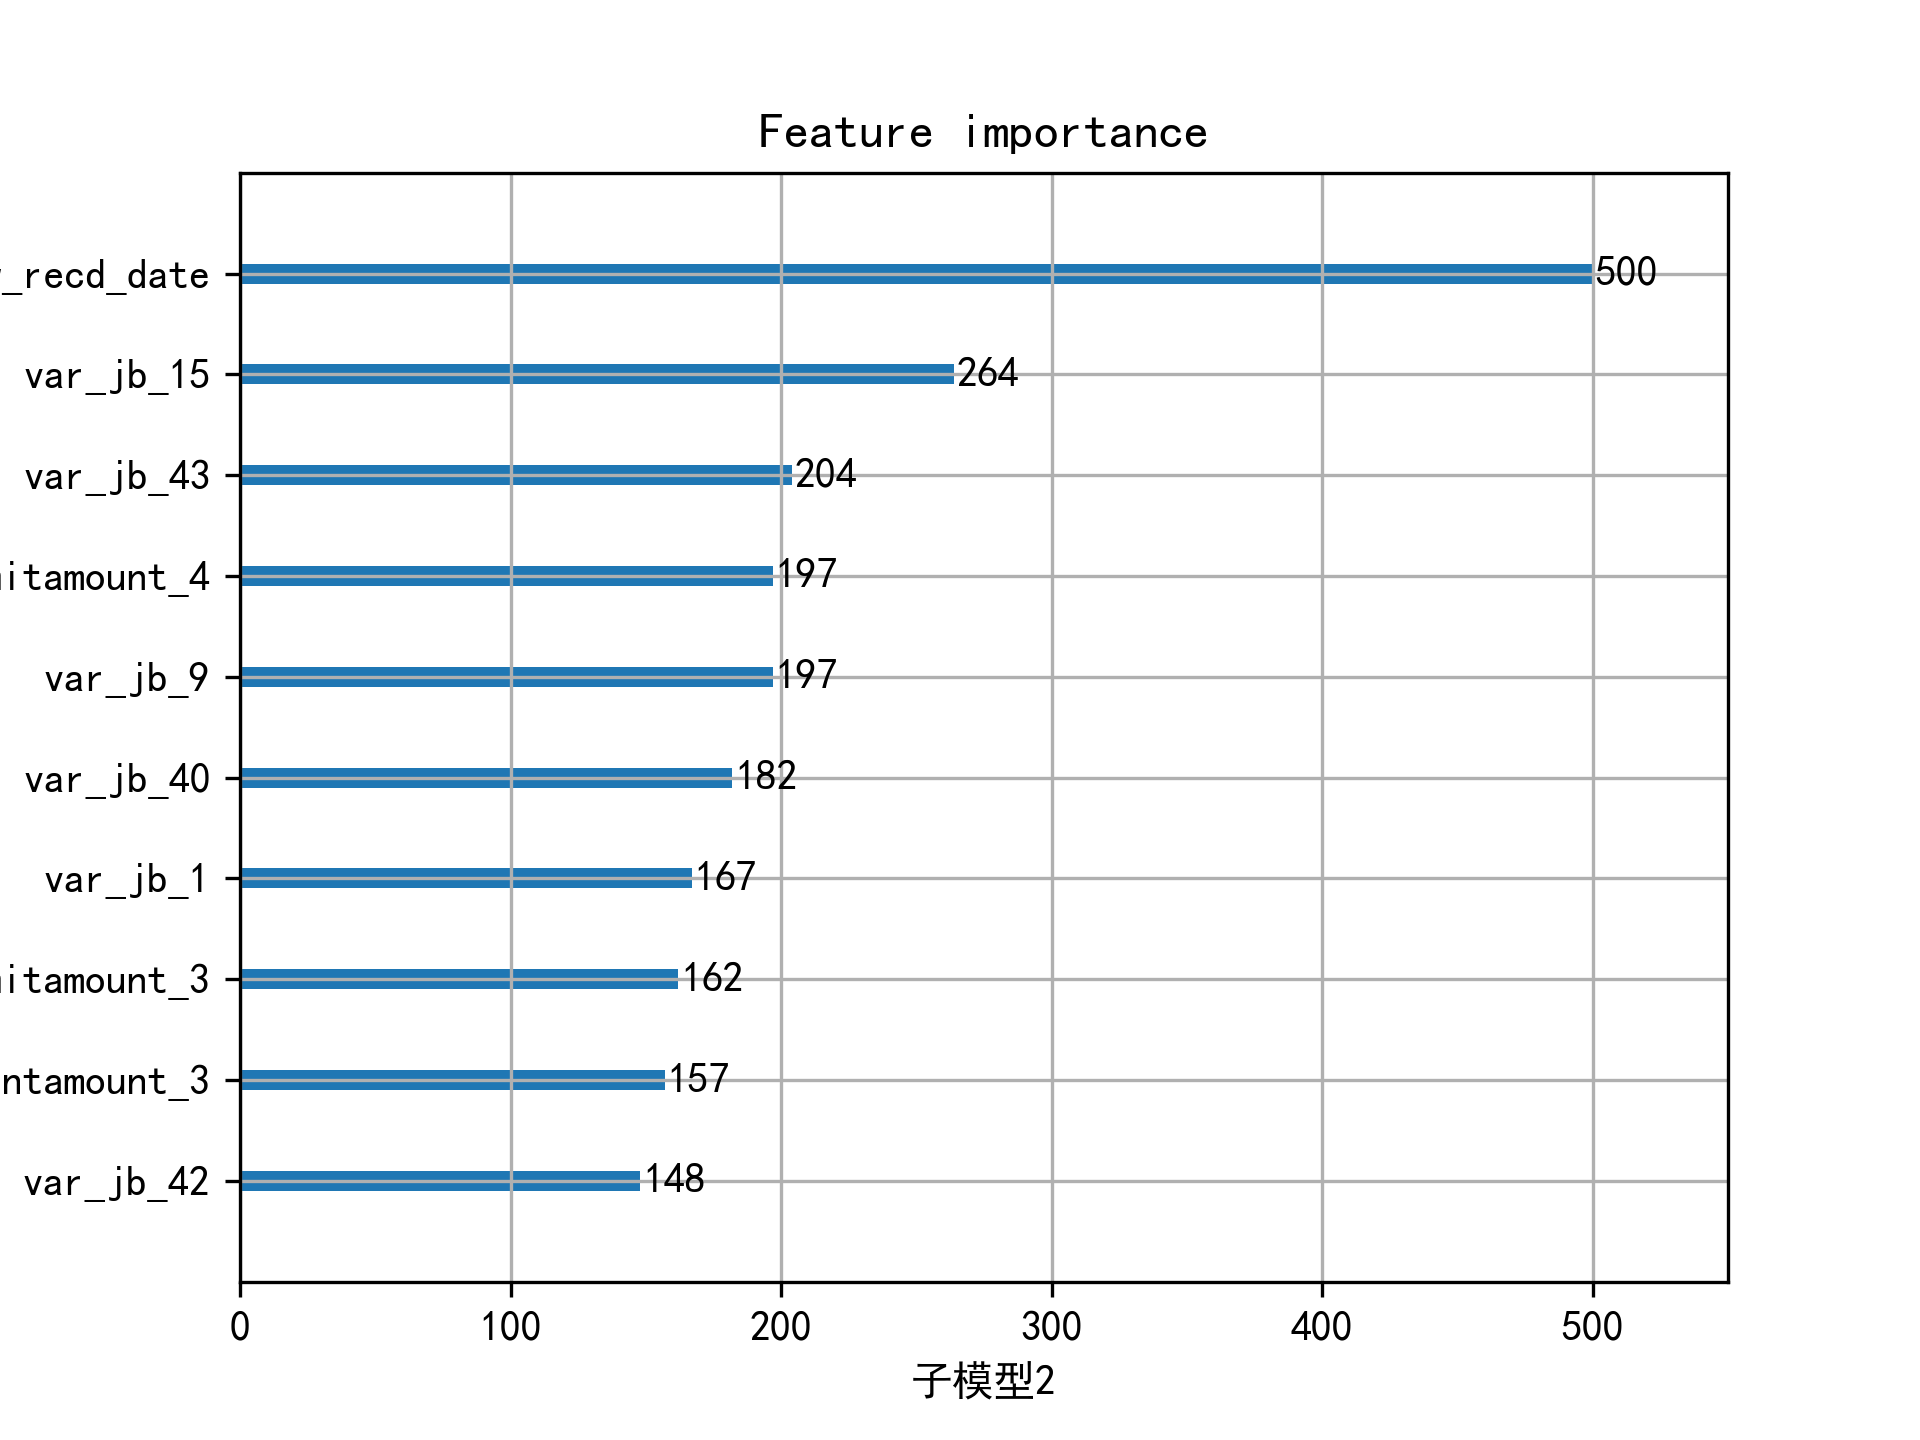 Feature importance
_recd_date
500
var_jb_15
264
var_jb_43
204
itamount_4
197
var_jb_9
197
var_jb_40
182
var_jb_1
167
itamount_3
162
ntamount_3
157
var_jb_42
148
0 100 200 300 400 500
子模型2